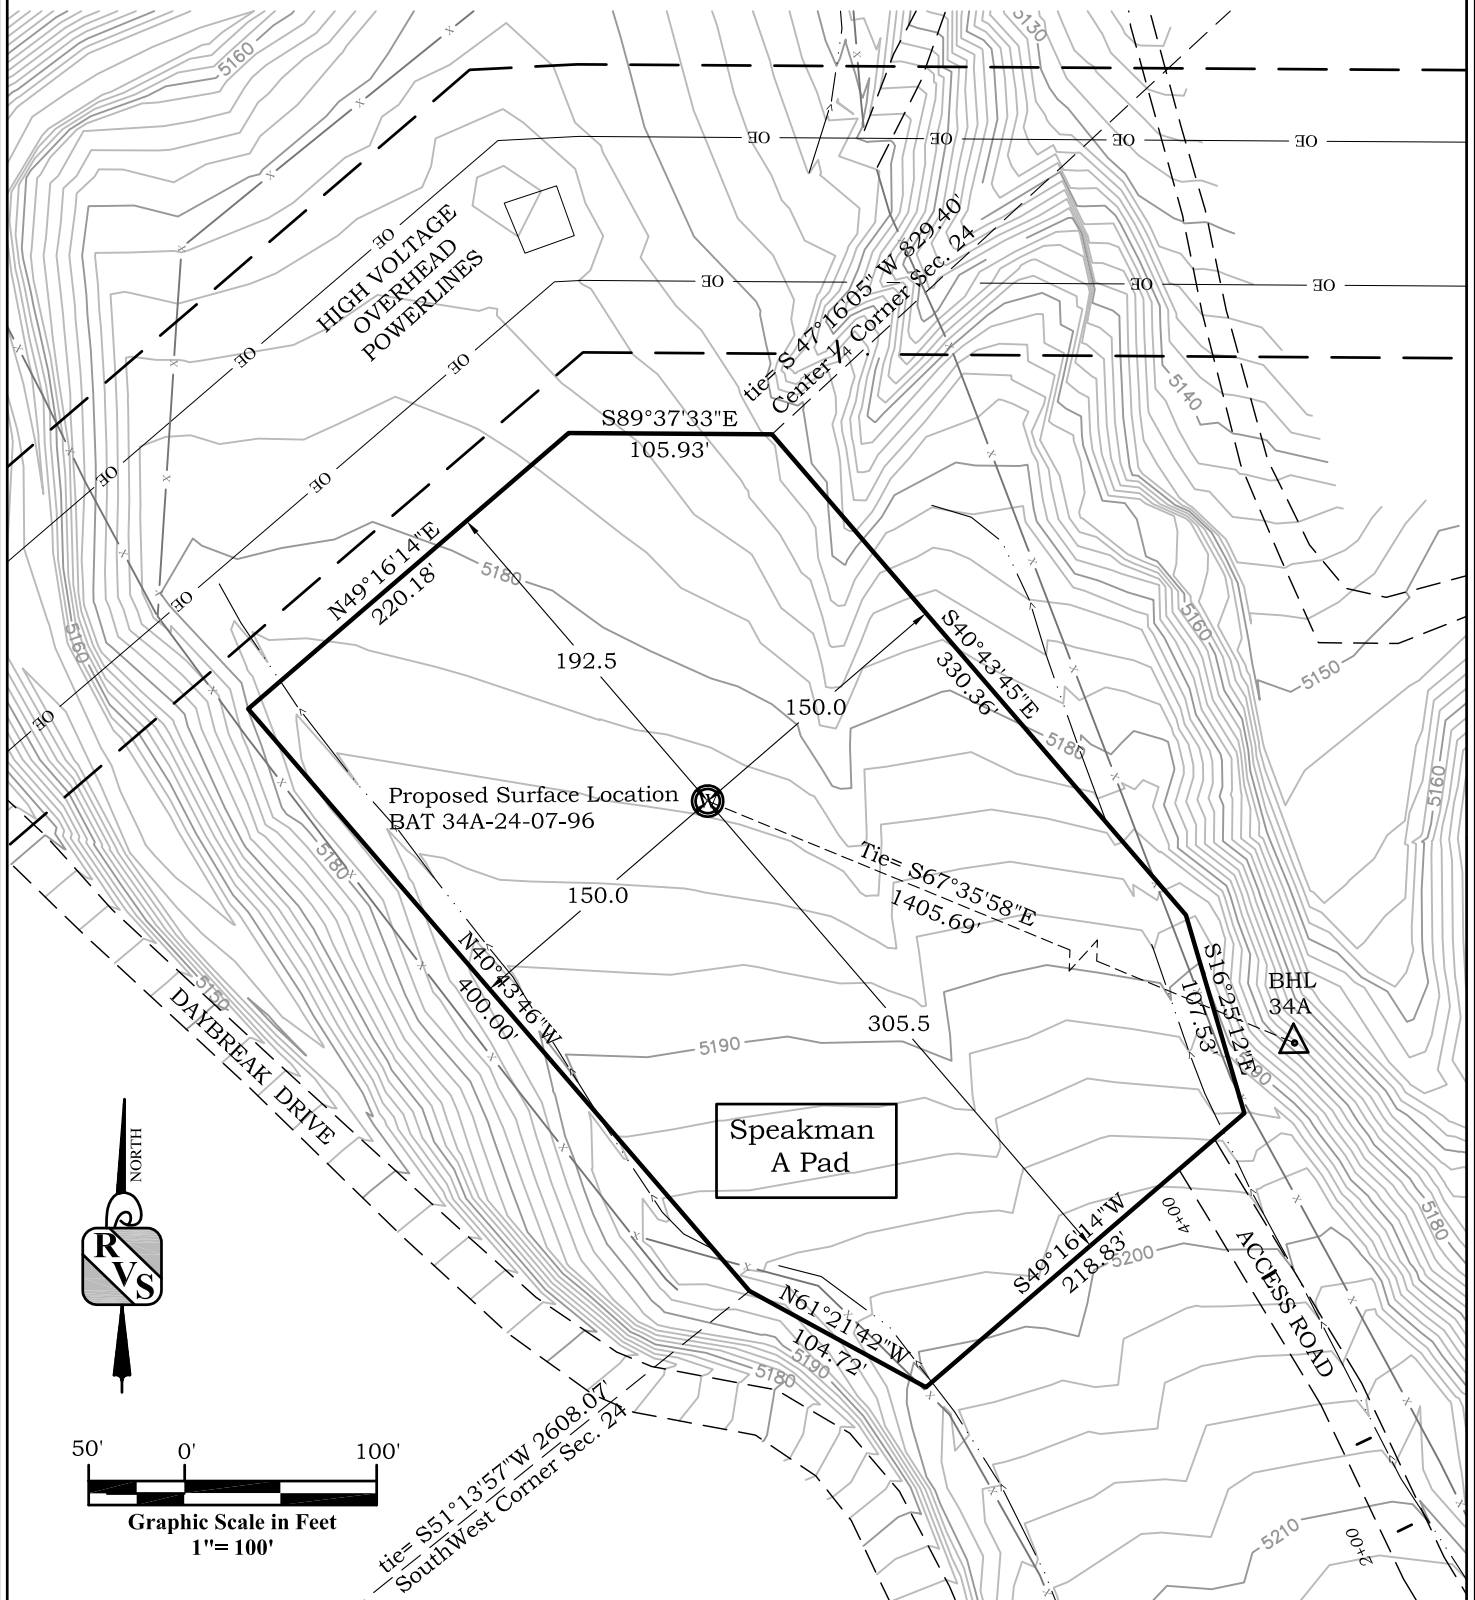 5160
5130
OE
OE
OE
OE
HIGH VOLTAGE
OVERHEAD
POWERLINES
OE
OE
OE
OE
OE
OE
OE
OE
OE
OE
tie= S 47°16'05" W 829.40'
Center ¼ Corner Sec. 24
5140
S89°37'33"E
105.93'
N49°16'14"E
220.18'
5180
5160
5160
192.5
150.0
S40°43'45"E
330.36'
5150
5180
5160
Proposed Surface Location
BAT 34A-24-07-96
5180
150.0
Tie= S67°35'58"E
1405.69'
N40°43'46"W
400.00'
S16°25'12"E
107.53'
BHL
34A
5150
DAYBREAK DRIVE
305.5
5190
5190
Speakman
A Pad
NORTH
R
V
S
S49°16'14"W
218.83'
4+00
5200
5180
ACCESS ROAD
N61°21'42"W
104.72'
5190
5180
tie= S51°13'57"W 2608.07'
SouthWest Corner Sec. 24
50'
0'
100'
Graphic Scale in Feet
1"= 100'
5210
2+00